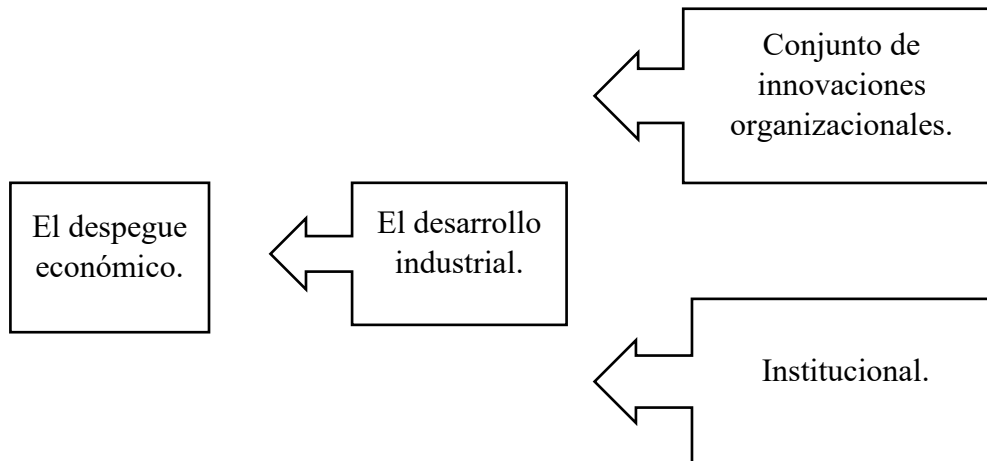 Conjunto de
innovaciones
organizacionales.
El despegue
económico.
El desarrollo
industrial.
Institucional.